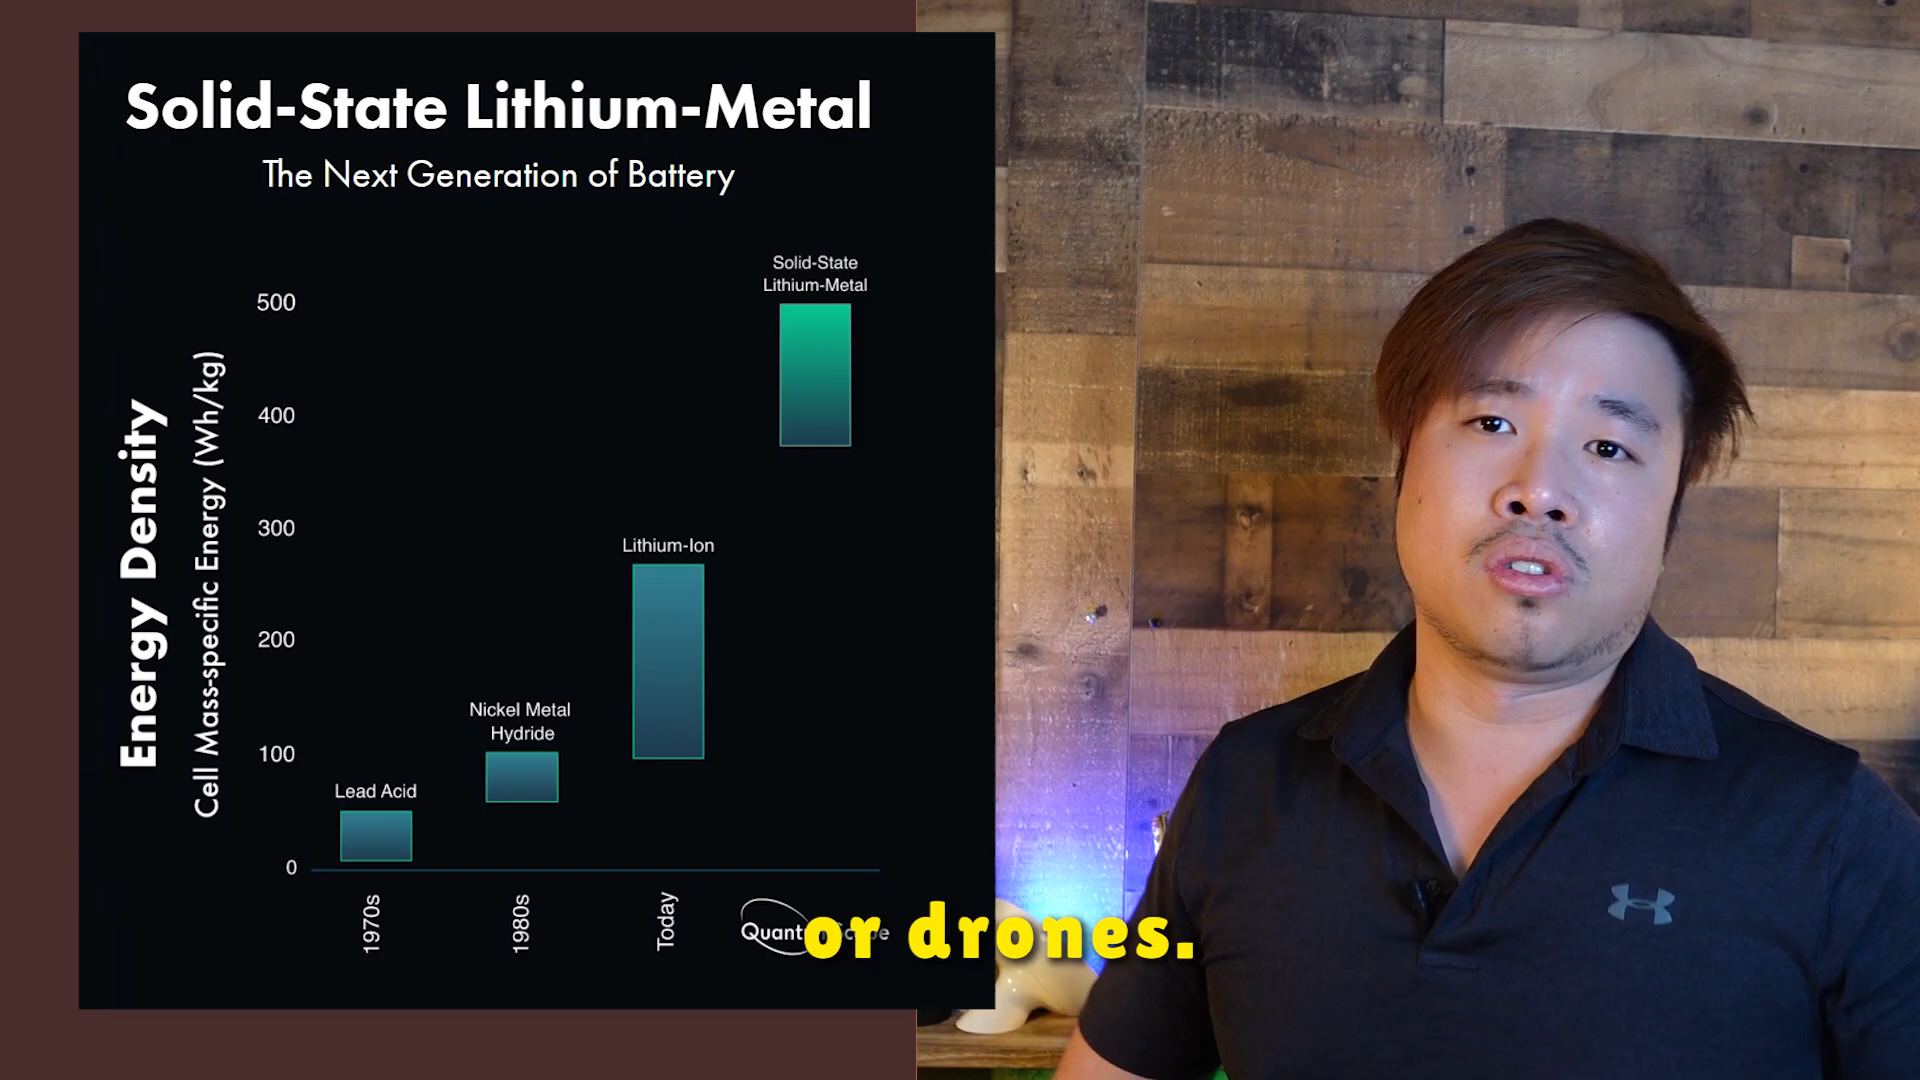 Solid-State Lithium-Metal
The Next Generation of Battery
Energy Density
Cell Mass-specific Energy (Wh/kg)
500
400
300
200
100
0
Solid-State
Lithium-Metal
Lithium-Ion
Nickel Metal
Hydride
Lead Acid
1970s
1980s
Today
or drones.